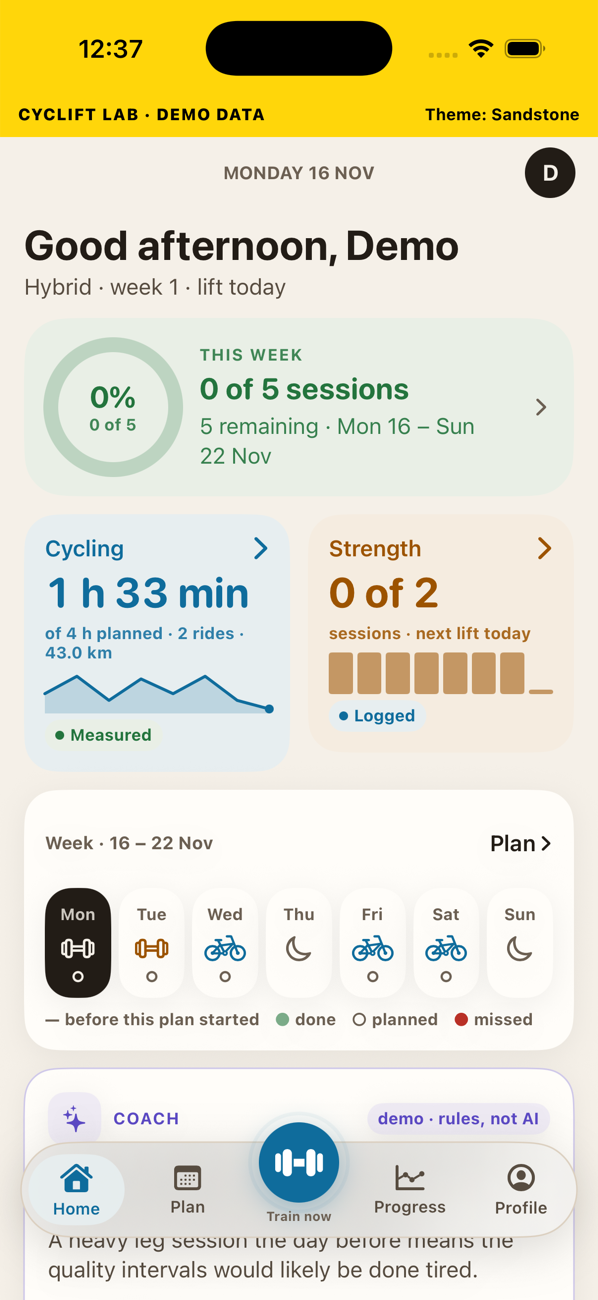 12:37
CYCLIFT LAB · DEMO DATA
Theme: Sandstone
MONDAY 16 NOV
D
Good afternoon, Demo
Hybrid · week 1 · lift today
0%
0 of 5
THIS WEEK
0 of 5 sessions
5 remaining · Mon 16 – Sun
22 Nov
Cycling
1 h 33 min
of 4 h planned · 2 rides ·
43.0 km
Measured
Strength
0 of 2
sessions · next lift today
Logged
Week · 16 – 22 Nov
Plan
Mon
Tue
Wed
Thu
Fri
Sat
Sun
— before this plan started
done
planned
missed
COACH
demo · rules, not AI
Home
Plan
Train now
Progress
Profile
A heavy leg session the day before means the
quality intervals would likely be done tired.